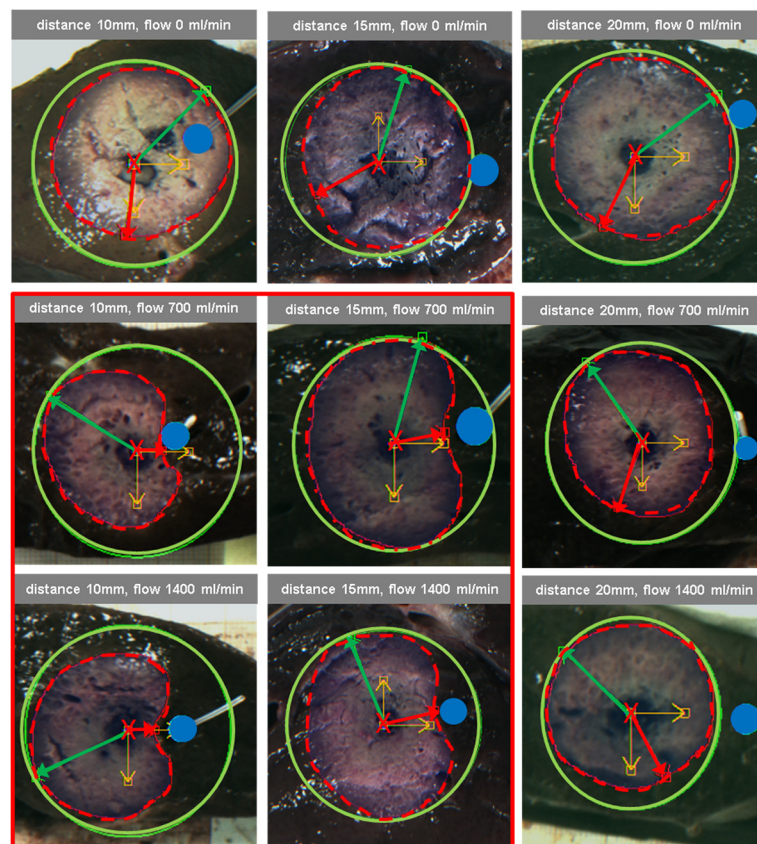 distance 10mm, flow 0 ml/min
distance 15mm, flow 0 ml/min
distance 20mm, flow 0 ml/min
distance 10mm, flow 700 ml/min
distance 15mm, flow 700 ml/min
distance 20mm, flow 700 ml/min
distance 10mm, flow 1400 ml/min
distance 15mm, flow 1400 ml/min
distance 20mm, flow 1400 ml/min